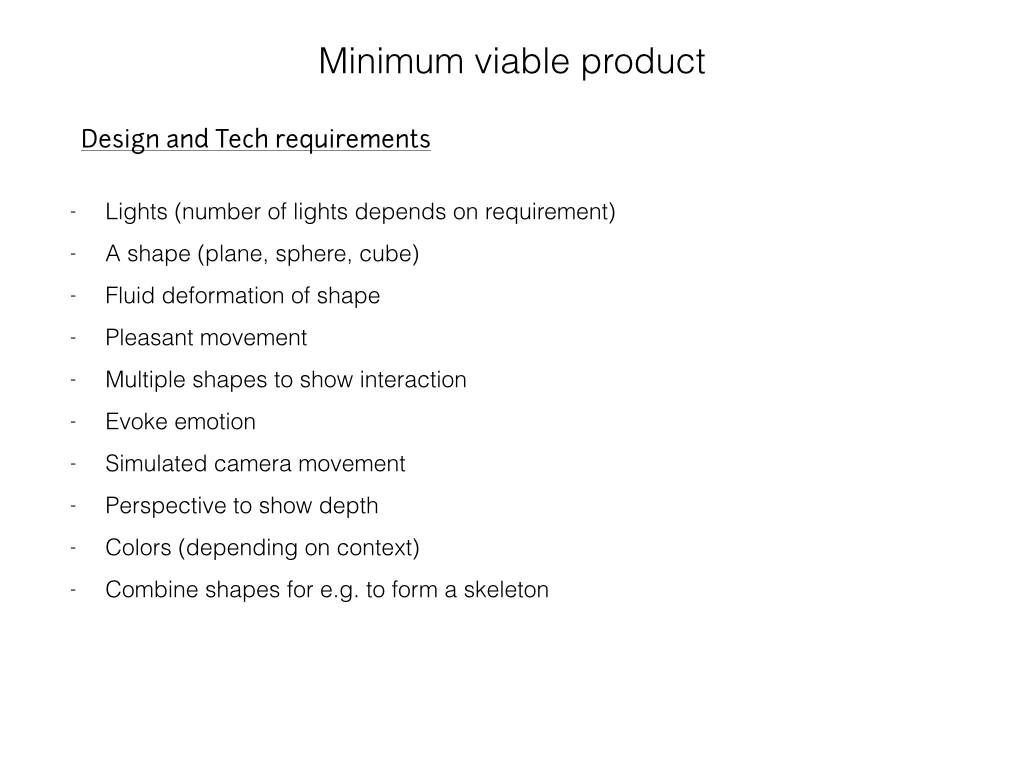 Minimum viable product
Design and Tech requirements
- Lights (number of lights depends on requirement)
- A shape (plane, sphere, cube)
- Fluid deformation of shape
- Pleasant movement
- Multiple shapes to show interaction
- Evoke emotion
- Simulated camera movement
- Perspective to show depth
- Colors (depending on context)
- Combine shapes for e.g. to form a skeleton